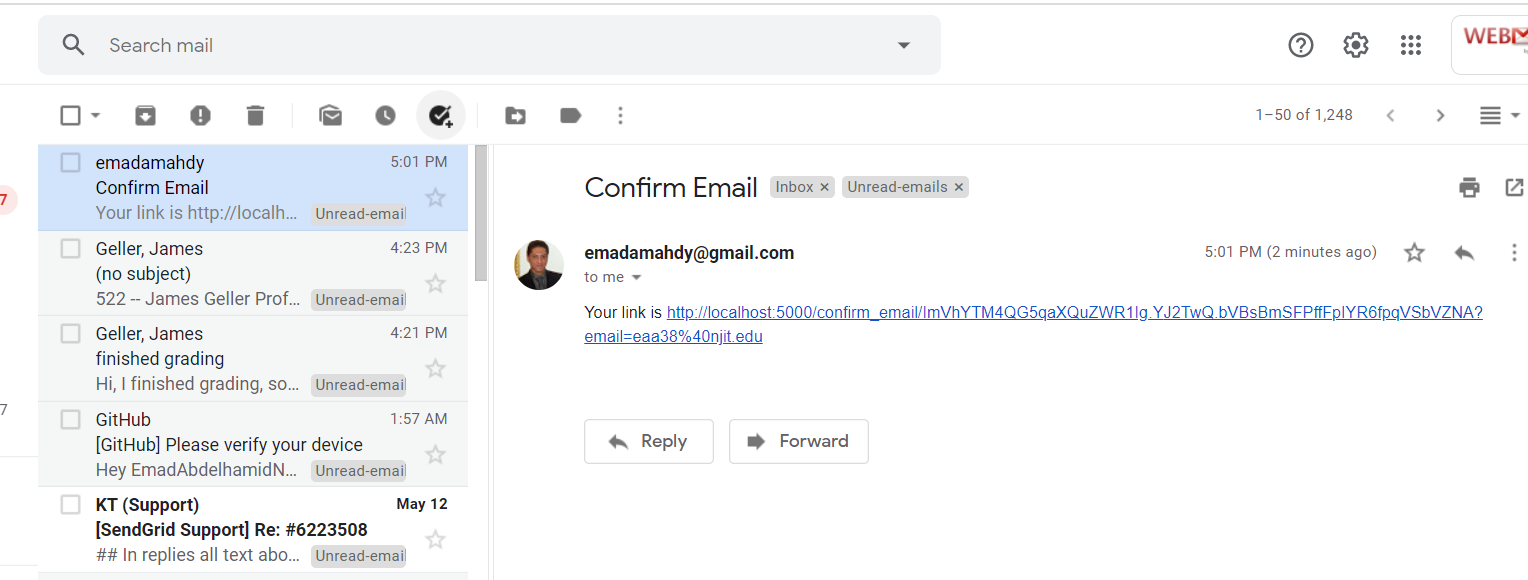 Search mail
WEBM
1–50 of 1,248
7
7
emadamahdy 5:01 PM
Confirm Email
Your link is http://localh... Unread-email
Geller, James 4:23 PM
(no subject)
522 -- James Geller Prof... Unread-email
Geller, James 4:21 PM
finished grading
Hi, I finished grading, so... Unread-email
GitHub 1:57 AM
[GitHub] Please verify your device
Hey EmadAbdelhamidN... Unread-email
KT (Support) May 12
[SendGrid Support] Re: #6223508
## In replies all text abo... Unread-email
Confirm Email Inbox × Unread-emails ×
emadamahdy@gmail.com 5:01 PM (2 minutes ago)
to me
Your link is http://localhost:5000/confirm_email/ImVhYTM4QG5qaXQuZWR1Ig.YJ2TwQ.bVBsBmSFPffFpIYR6fpqVSbVZNA?
email=eaa38%40njit.edu
Reply Forward